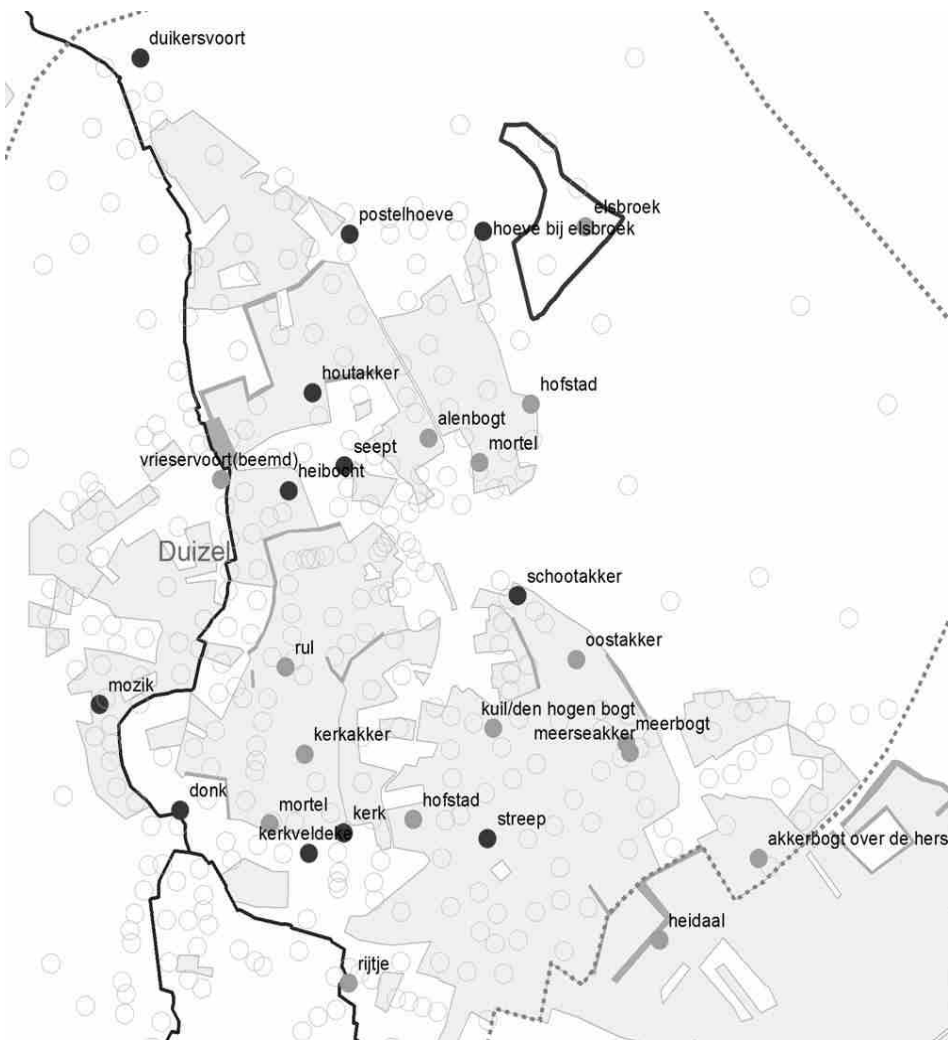 duikersvoort
elsbroek
postelhoeve
hoeve bij elsbroek
houtakker
hofstad
alenbogt
seept
mortel
vrieservoort(beemd)
heibocht
Duizel
schootakker
oostakker
rul
mozik
kuil/den hogen bogt
meerseakker
meerbogt
kerkakker
donk
mortel
hofstad
kerk
kerkveldeke
streep
akkerbogt over de hers
heidaal
rijtje